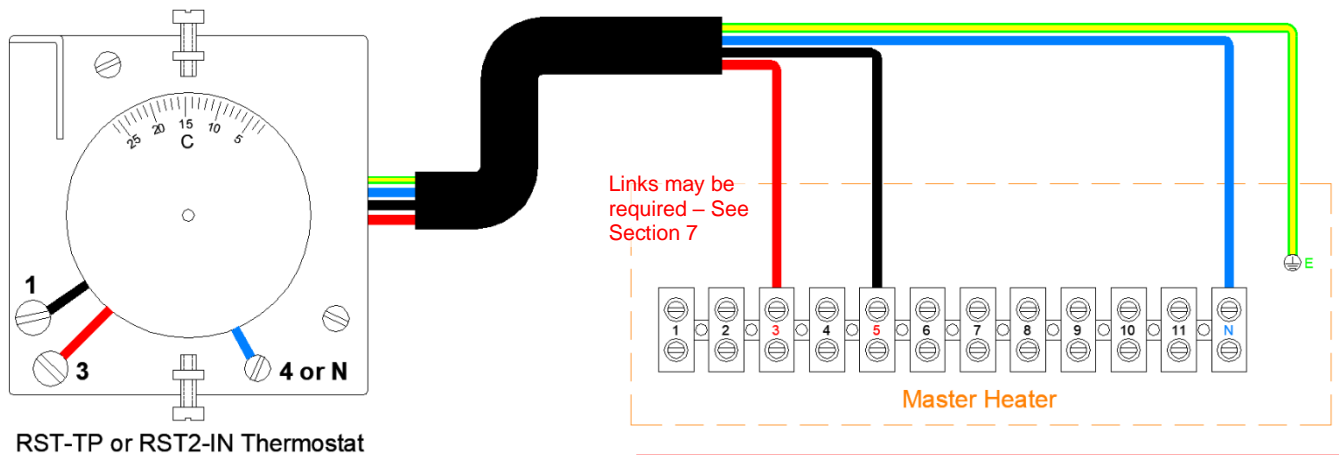 25 20 15 10 5
C
1
3
4 or N
RST-TP or RST2-IN Thermostat
Links may be
required – See
Section 7
E
1 2 3 4 5 6 7 8 9 10 11 N
Master Heater